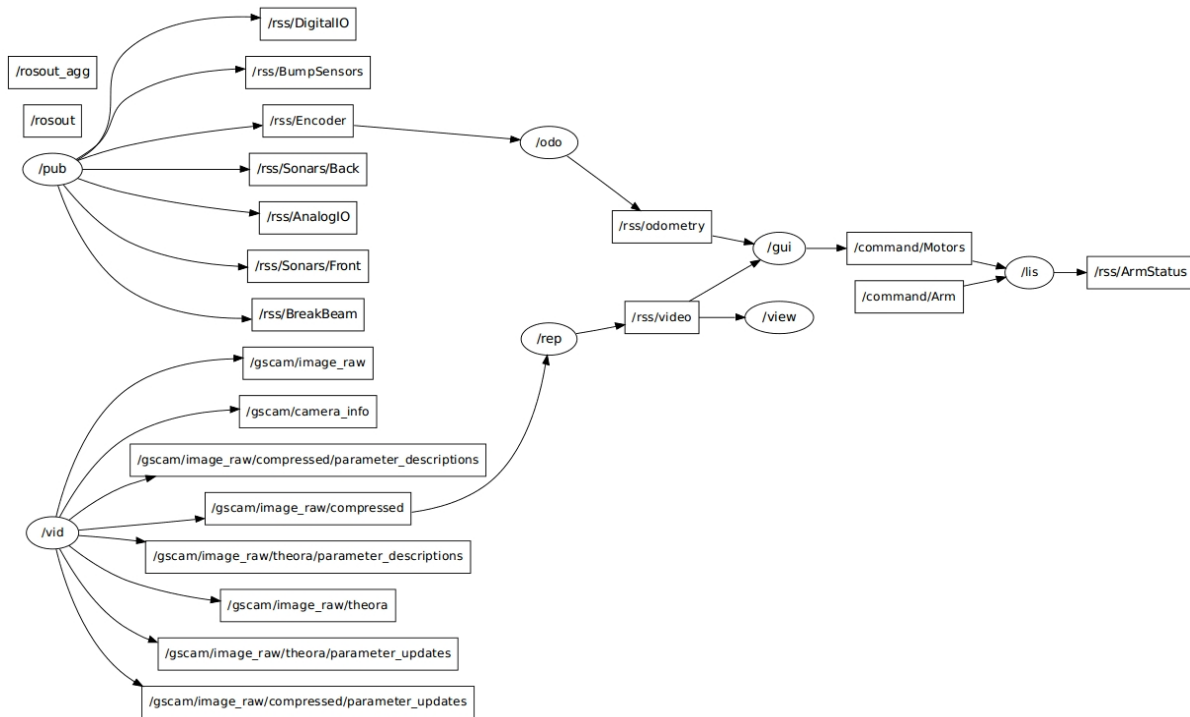 /rss/DigitalIO
/rosout_agg
/rss/BumpSensors
/rosout
/rss/Encoder
/odo
/pub
/rss/Sonars/Back
/rss/AnalogIO
/rss/odometry
/gui
/command/Motors
/rss/Sonars/Front
/lis
/rss/ArmStatus
/command/Arm
/rss/BreakBeam
/rss/video
/view
/rep
/gscam/image_raw
/gscam/camera_info
/gscam/image_raw/compressed/parameter_descriptions
/gscam/image_raw/compressed
/vid
/gscam/image_raw/theora/parameter_descriptions
/gscam/image_raw/theora
/gscam/image_raw/theora/parameter_updates
/gscam/image_raw/compressed/parameter_updates